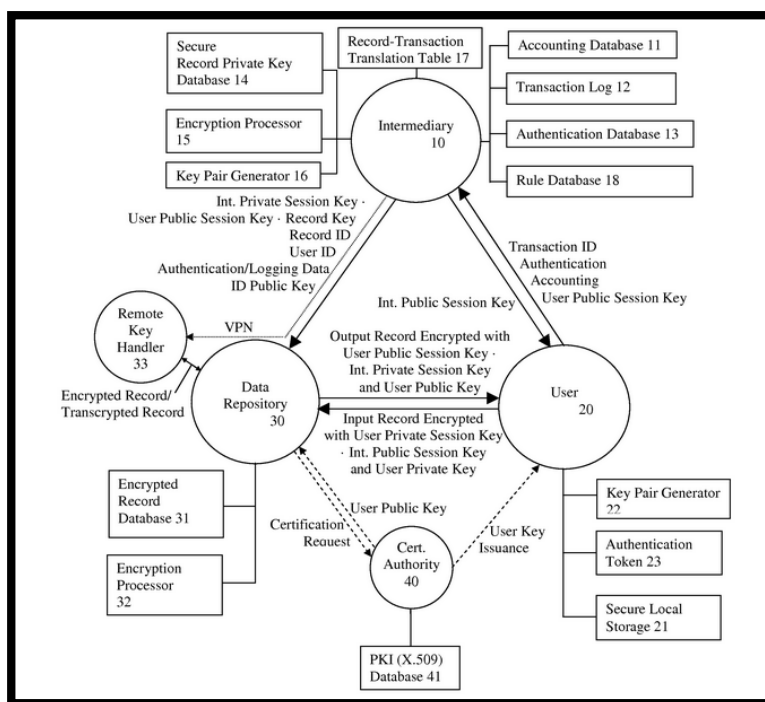 Secure
Record Private Key
Database 14
Record-Transaction
Translation Table 17
Accounting Database 11
Transaction Log 12
Encryption Processor
15
Intermediary
10
Authentication Database 13
Key Pair Generator 16
Rule Database 18
Int. Private Session Key ·
User Public Session Key · Record Key
Record ID
User ID
Authentication/Logging Data
ID Public Key
Transaction ID
Authentication
Accounting
User Public Session Key
Int. Public Session Key
Remote
Key
Handler
33
VPN
Encrypted Record/
Transcrypted Record
Data
Repository
30
Output Record Encrypted with
User Public Session Key ·
Int. Private Session Key
and User Public Key
User
20
Input Record Encrypted
with User Private Session Key
· Int. Public Session Key
and User Private Key
Encrypted
Record
Database 31
Encryption
Processor
32
User Public Key
Certification
Request
Cert.
Authority
40
User Key
Issuance
Key Pair Generator
22
Authentication
Token 23
Secure Local
Storage 21
PKI (X.509)
Database 41